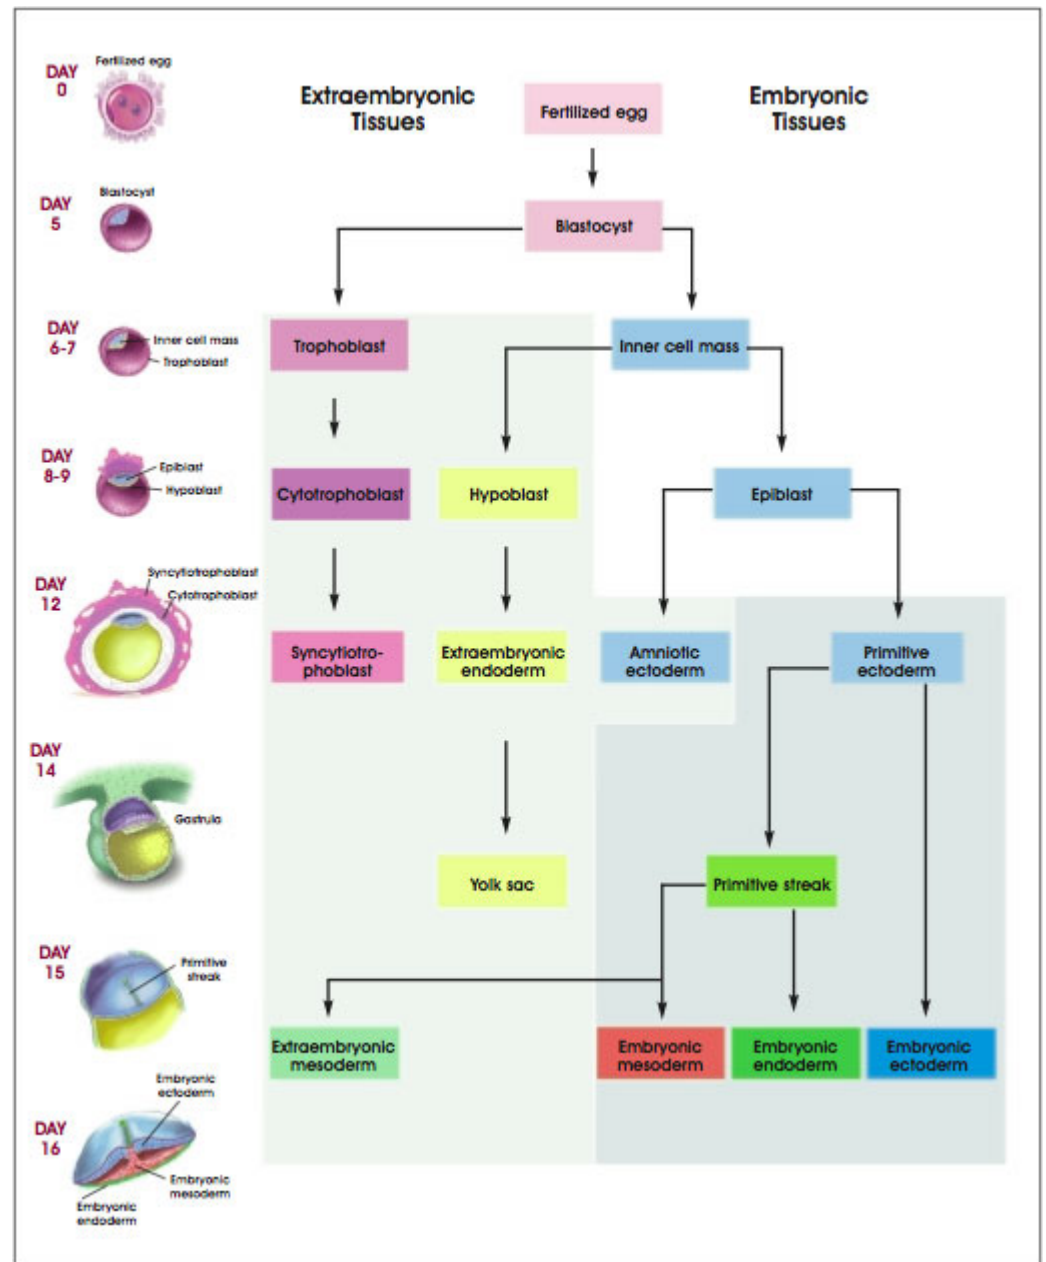 DAY
0
Fertilized egg
Extraembryonic
Tissues
Fertilized egg
Embryonic
Tissues
DAY
5
Blastocyst
Blastocyst
DAY
6-7
Inner cell mass
Trophoblast
Trophoblast
Inner cell mass
DAY
8-9
Epiblast
Hypoblast
Cytotrophoblast
Hypoblast
Epiblast
DAY
12
Syncytiotrophoblast
Cytotrophoblast
Syncytiotro-
phoblast
Extraembryonic
endoderm
Amniotic
ectoderm
Primitive
ectoderm
DAY
14
Gastrula
Yolk sac
Primitive streak
DAY
15
Primitive
streak
Extraembryonic
mesoderm
Embryonic
mesoderm
Embryonic
endoderm
Embryonic
ectoderm
DAY
16
Embryonic
ectoderm
Embryonic
mesoderm
Embryonic
endoderm